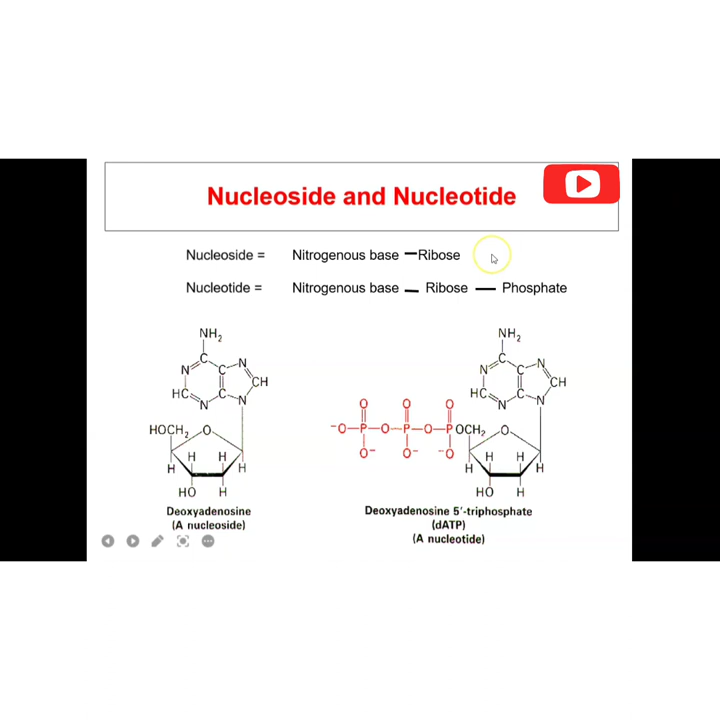 Nucleoside and Nucleotide
Nucleoside = Nitrogenous base — Ribose
Nucleotide = Nitrogenous base — Ribose — Phosphate
NH2 NH2
N C C N CH N C C N CH
HC N C N HC N C N
O O O
HOCH2 O -O-P-O-P-O-POCH2 O
O- O- -O
H H H H H H H H
HO H HO H
Deoxyadenosine
(A nucleoside)
Deoxyadenosine 5′-triphosphate
(dATP)
(A nucleotide)